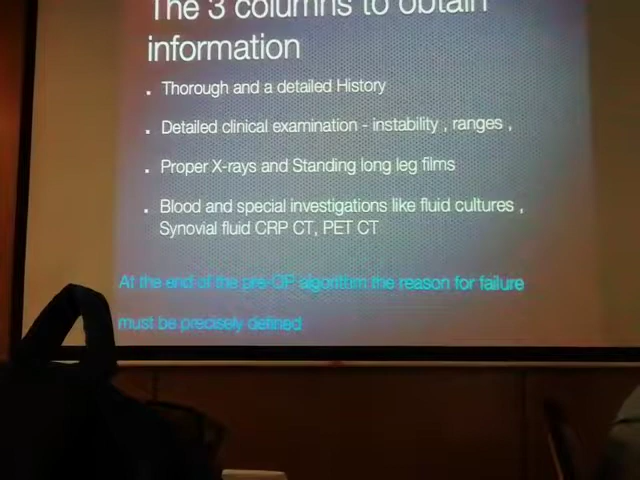 The 3 columns to obtain
information
. Thorough and a detailed History
. Detailed clinical examination - instability , ranges ,
. Proper X-rays and Standing long leg films
. Blood and special investigations like fluid cultures ,
Synovial fluid CRP CT, PET CT
At the end of the pre-OP algorithm the reason for failure
must be precisely defined